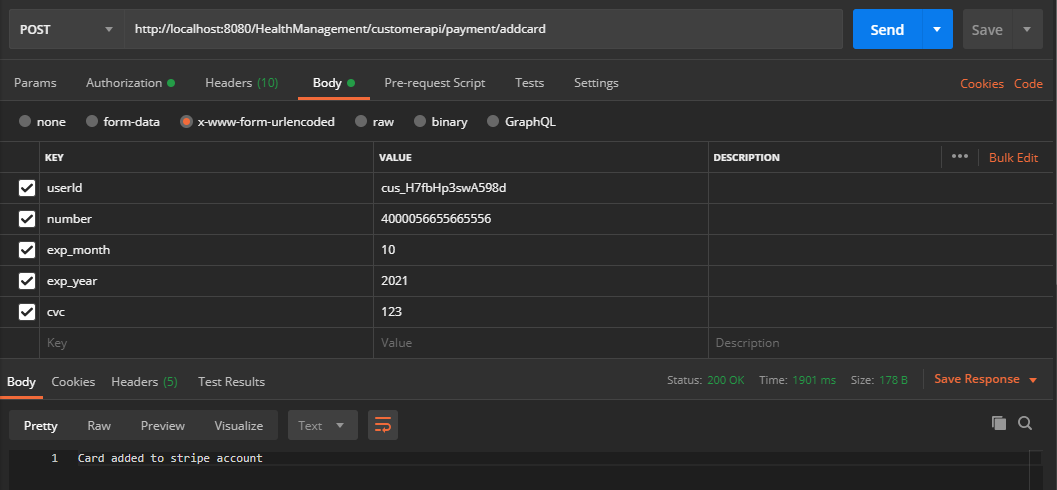 POST http://localhost:8080/HealthManagement/customerapi/payment/addcard Send Save
Params Authorization Headers (10) Body Pre-request Script Tests Settings Cookies Code
none form-data x-www-form-urlencoded raw binary GraphQL
KEY VALUE DESCRIPTION ••• Bulk Edit
userId cus_H7fbHp3swA598d
number 4000056655665556
exp_month 10
exp_year 2021
cvc 123
Key Value Description
Body Cookies Headers (5) Test Results Status: 200 OK Time: 1901 ms Size: 178 B Save Response
Pretty Raw Preview Visualize Text
1 Card added to stripe account